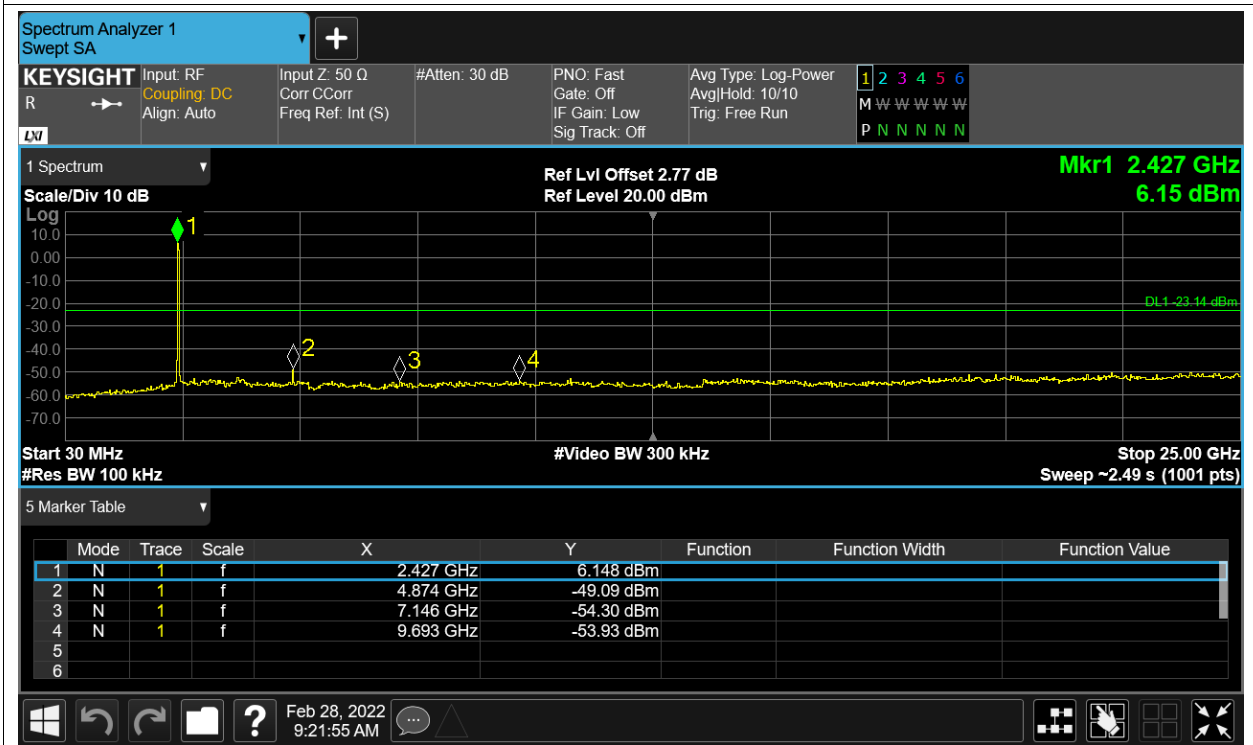 Spectrum Analyzer 1
Swept SA
KEYSIGHT
R
LXI
Input: RF
Coupling: DC
Align: Auto
Input Z: 50 Ω
Corr CCorr
Freq Ref: Int (S)
#Atten: 30 dB
PNO: Fast
Gate: Off
IF Gain: Low
Sig Track: Off
Avg Type: Log-Power
Avg|Hold: 10/10
Trig: Free Run
1 2 3 4 5 6
M W W W W W
P N N N N N
1 Spectrum
Scale/Div 10 dB
Ref Lvl Offset 2.77 dB
Ref Level 20.00 dBm
Mkr1 2.427 GHz
6.15 dBm
Log
10.0
0.00
-10.0
-20.0
-30.0
-40.0
-50.0
-60.0
-70.0
1
2
3
4
DL1 -23.14 dBm
Start 30 MHz
#Res BW 100 kHz
#Video BW 300 kHz
Stop 25.00 GHz
Sweep ~2.49 s (1001 pts)
5 Marker Table
Mode Trace Scale X Y Function Function Width Function Value
1 N 1 f 2.427 GHz 6.148 dBm
2 N 1 f 4.874 GHz -49.09 dBm
3 N 1 f 7.146 GHz -54.30 dBm
4 N 1 f 9.693 GHz -53.93 dBm
5
6
?
Feb 28, 2022
9:21:55 AM